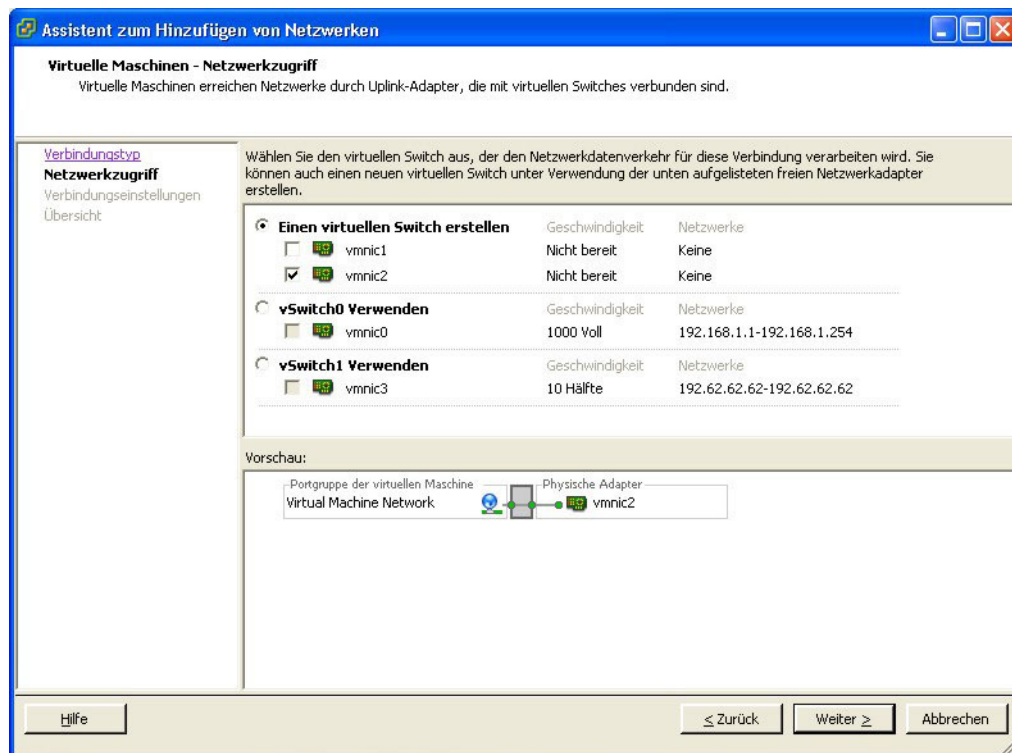 Assistent zum Hinzufügen von Netzwerken
Virtuelle Maschinen - Netzwerkzugriff
Virtuelle Maschinen erreichen Netzwerke durch Uplink-Adapter, die mit virtuellen Switches verbunden sind.
Verbindungstyp
Netzwerkzugriff
Verbindungseinstellungen
Übersicht
Wählen Sie den virtuellen Switch aus, der den Netzwerkdatenverkehr für diese Verbindung verarbeiten wird. Sie
können auch einen neuen virtuellen Switch unter Verwendung der unten aufgelisteten freien Netzwerkadapter
erstellen.
Einen virtuellen Switch erstellen Geschwindigkeit Netzwerke
vmnic1 Nicht bereit Keine
vmnic2 Nicht bereit Keine
vSwitch0 Verwenden Geschwindigkeit Netzwerke
vmnic0 1000 Voll 192.168.1.1-192.168.1.254
vSwitch1 Verwenden Geschwindigkeit Netzwerke
vmnic3 10 Hälfte 192.62.62.62-192.62.62.62
Vorschau:
Portgruppe der virtuellen Maschine Physische Adapter
Virtual Machine Network vmnic2
Hilfe < Zurück Weiter > Abbrechen